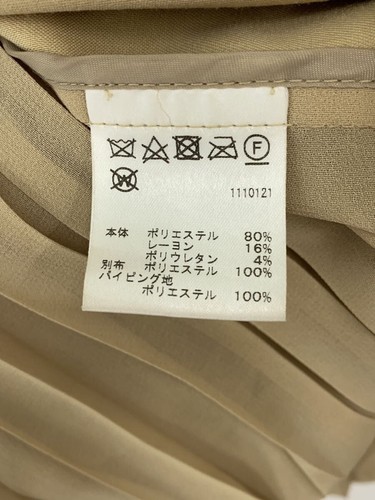 F
W
1110121
本体 ポリエステル 80%
レーヨン 16%
ポリウレタン 4%
別布 ポリエステル 100%
パイピング地
ポリエステル 100%